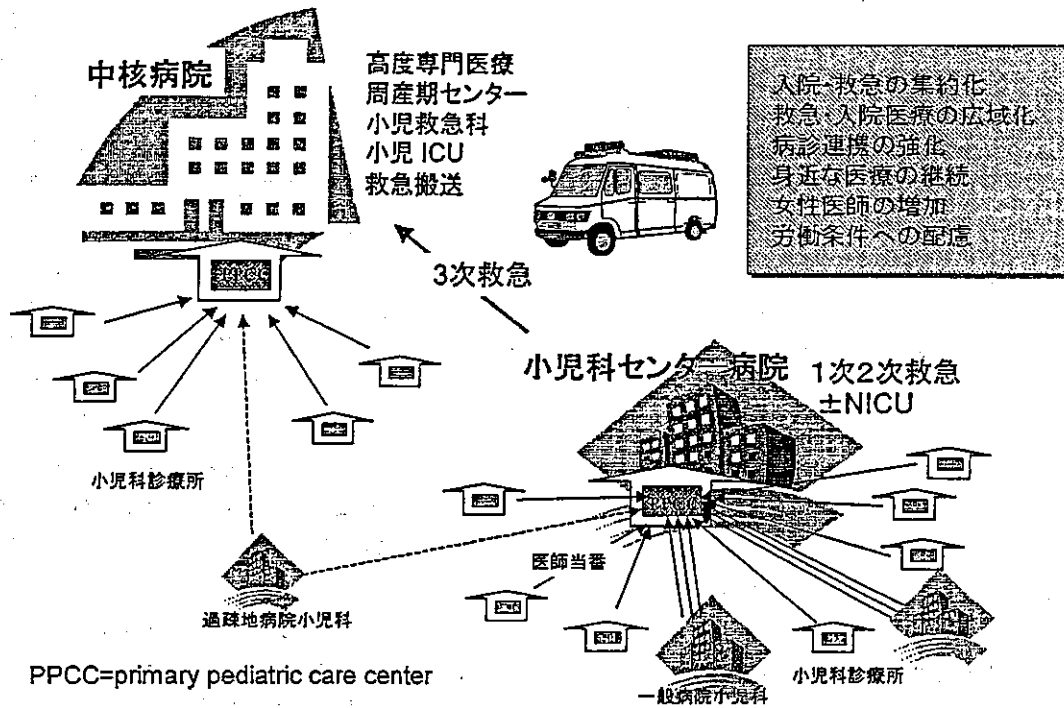 中核病院
高度専門医療
周産期センター
小児救急科
小児ICU
救急搬送
入院・救急の集約化
救急・入院医療の広域化
病診連携の強化
身近な医療の継続
女性医師の増加
労働条件への配慮
PPCC
3次救急
小児科センター病院
1次2次救急
±NICU
小児科診療所
PPCC
医師当番
過疎地病院小児科
小児科診療所
一般病院小児科
PPCC=primary pediatric care center